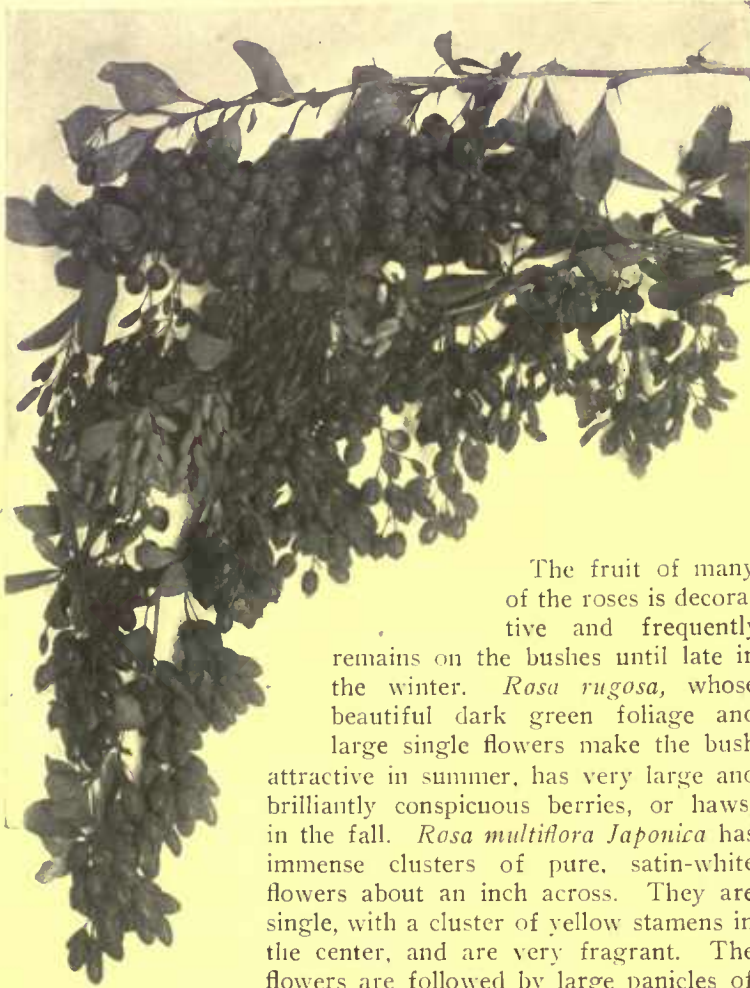 The fruit of many
of the roses is decora-
tive and frequently
remains on the bushes until late in
the winter. Rosa rugosa, whose
beautiful dark green foliage and
large single flowers make the bush
attractive in summer, has very large and
brilliantly conspicuous berries, or haws
in the fall. Rosa multiflora Japonica has
immense clusters of pure, satin-white
flowers about an inch across. They are
single, with a cluster of yellow stamens in
the center, and are very fragrant. The
flowers are followed by large panicles of